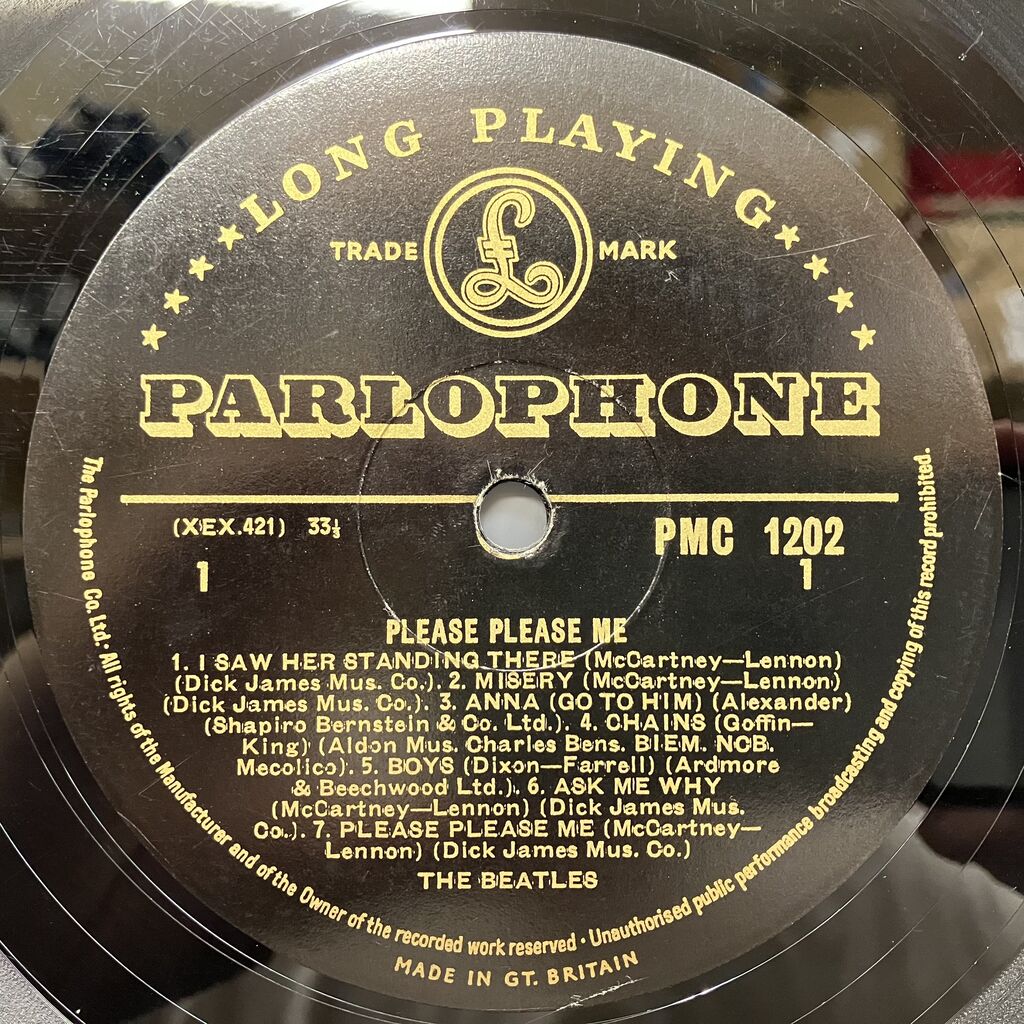 LONG PLAYING
TRADE £ MARK
PARLOPHONE
(XEX.421) 33⅓
PMC 1202
1
1
PLEASE PLEASE ME
1. I SAW HER STANDING THERE (McCartney—Lennon)
(Dick James Mus. Co.). 2. MISERY (McCartney—Lennon)
(Dick James Mus. Co.). 3. ANNA (GO TO HIM) (Alexander)
(Shapiro Bernstein & Co. Ltd.). 4. CHAINS (Goffin—
King) (Aldon Mus. Charles Bens. BIEM. NCB.
Mecolico). 5. BOYS (Dixon—Farrell) (Ardmore
& Beechwood Ltd.). 6. ASK ME WHY
(McCartney—Lennon) (Dick James Mus.
Co.). 7. PLEASE PLEASE ME (McCartney—
Lennon) (Dick James Mus. Co.)
THE BEATLES
The Parlophone Co. Ltd · All rights of the Manufacturer and of the Owner of the recorded work reserved · Unauthorised public performance broadcasting and copying of this record prohibited.
MADE IN GT. BRITAIN